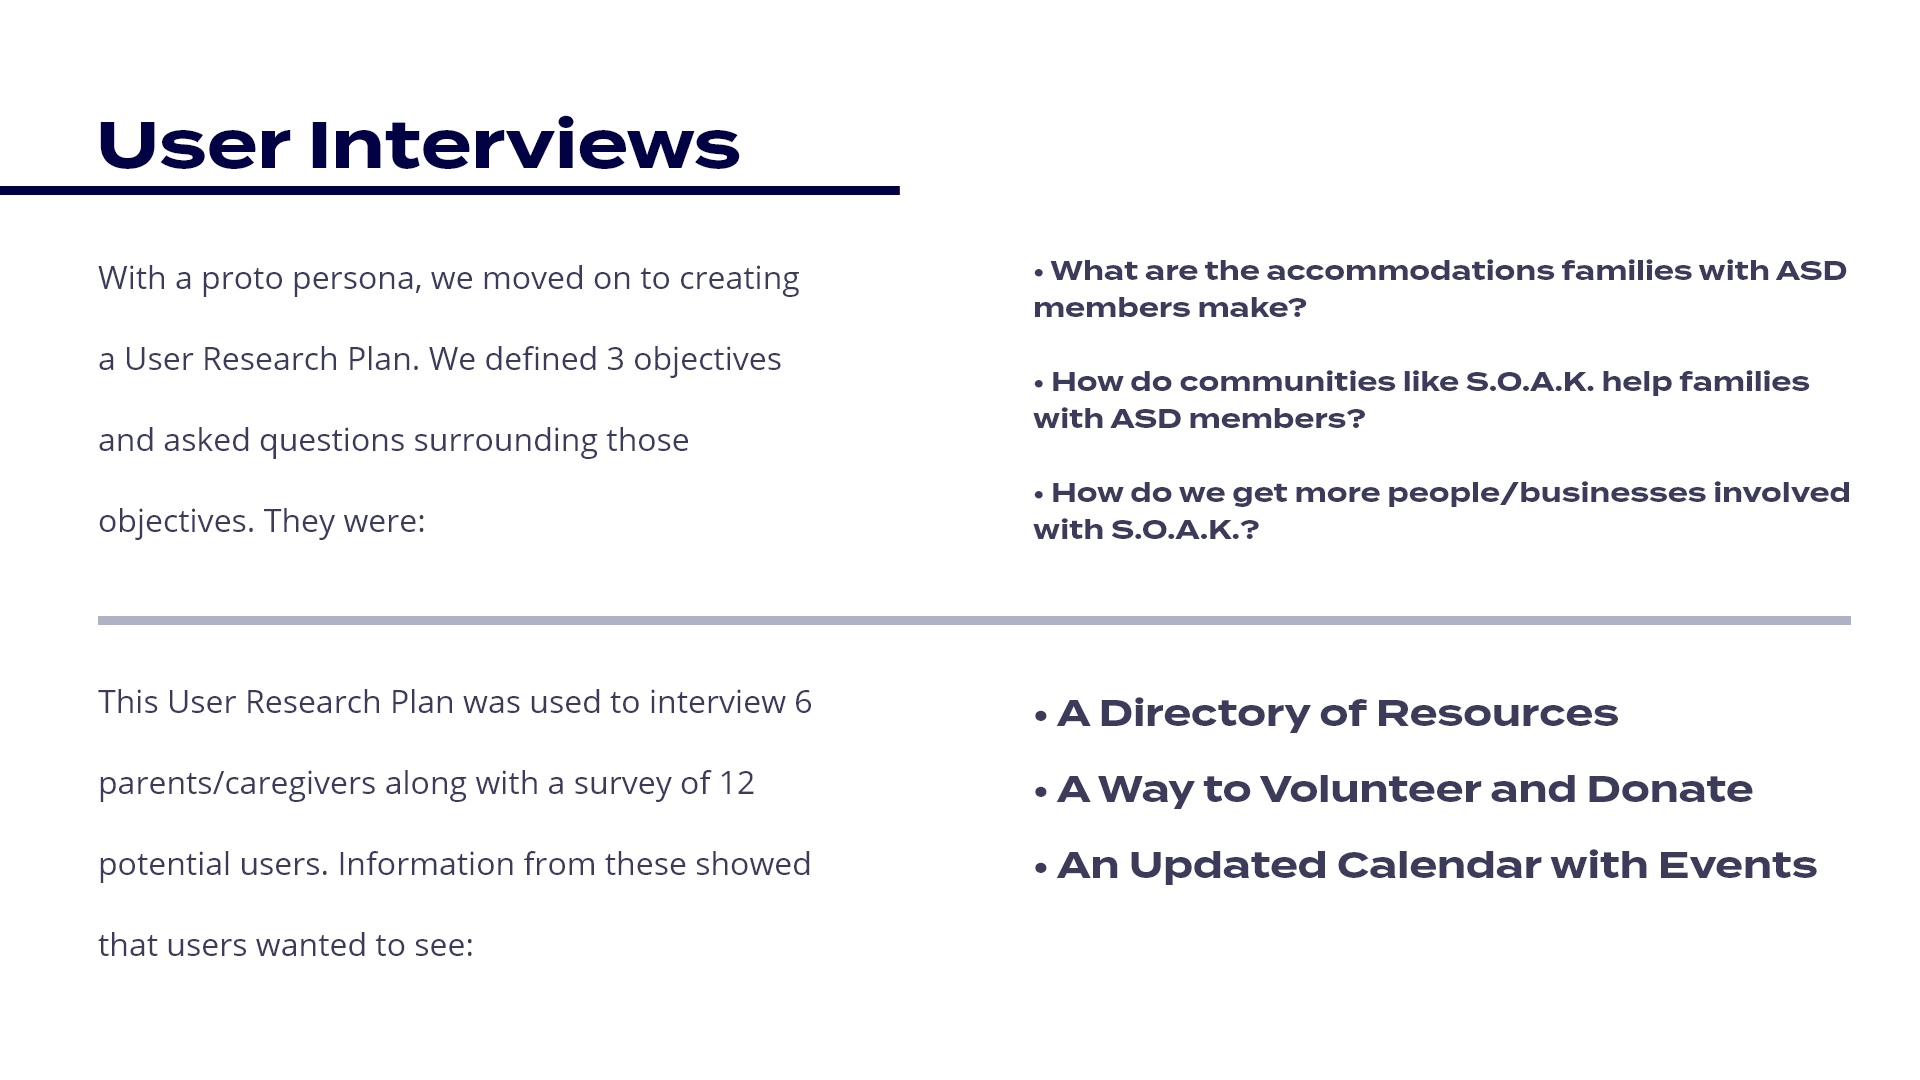 User Interviews
With a proto persona, we moved on to creating
a User Research Plan. We defined 3 objectives
and asked questions surrounding those
objectives. They were:
• What are the accommodations families with ASD
members make?
• How do communities like S.O.A.K. help families
with ASD members?
• How do we get more people/businesses involved
with S.O.A.K.?
This User Research Plan was used to interview 6
parents/caregivers along with a survey of 12
potential users. Information from these showed
that users wanted to see:
• A Directory of Resources
• A Way to Volunteer and Donate
• An Updated Calendar with Events